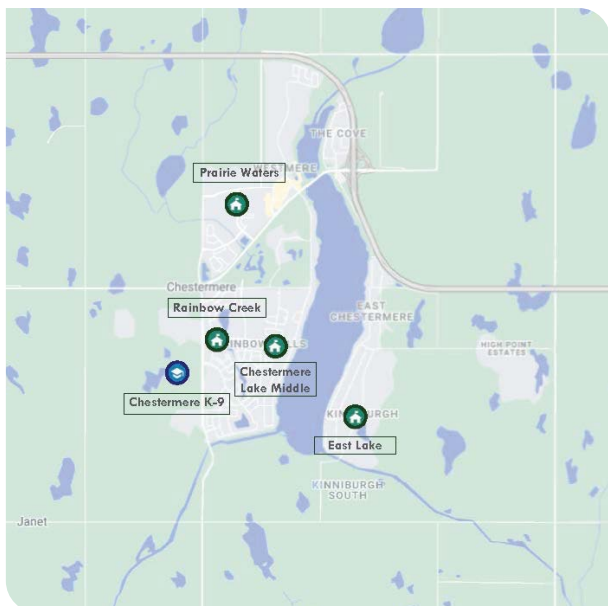 THE COVE
WESTMERE
Prairie Waters
Chestermere
Rainbow Creek
EAST
CHESTERMERE
HIGH POINT
ESTATES
Chestermere
Lake Middle
Chestermere K-9
East Lake
KINNIBURGH
SOUTH
Janet